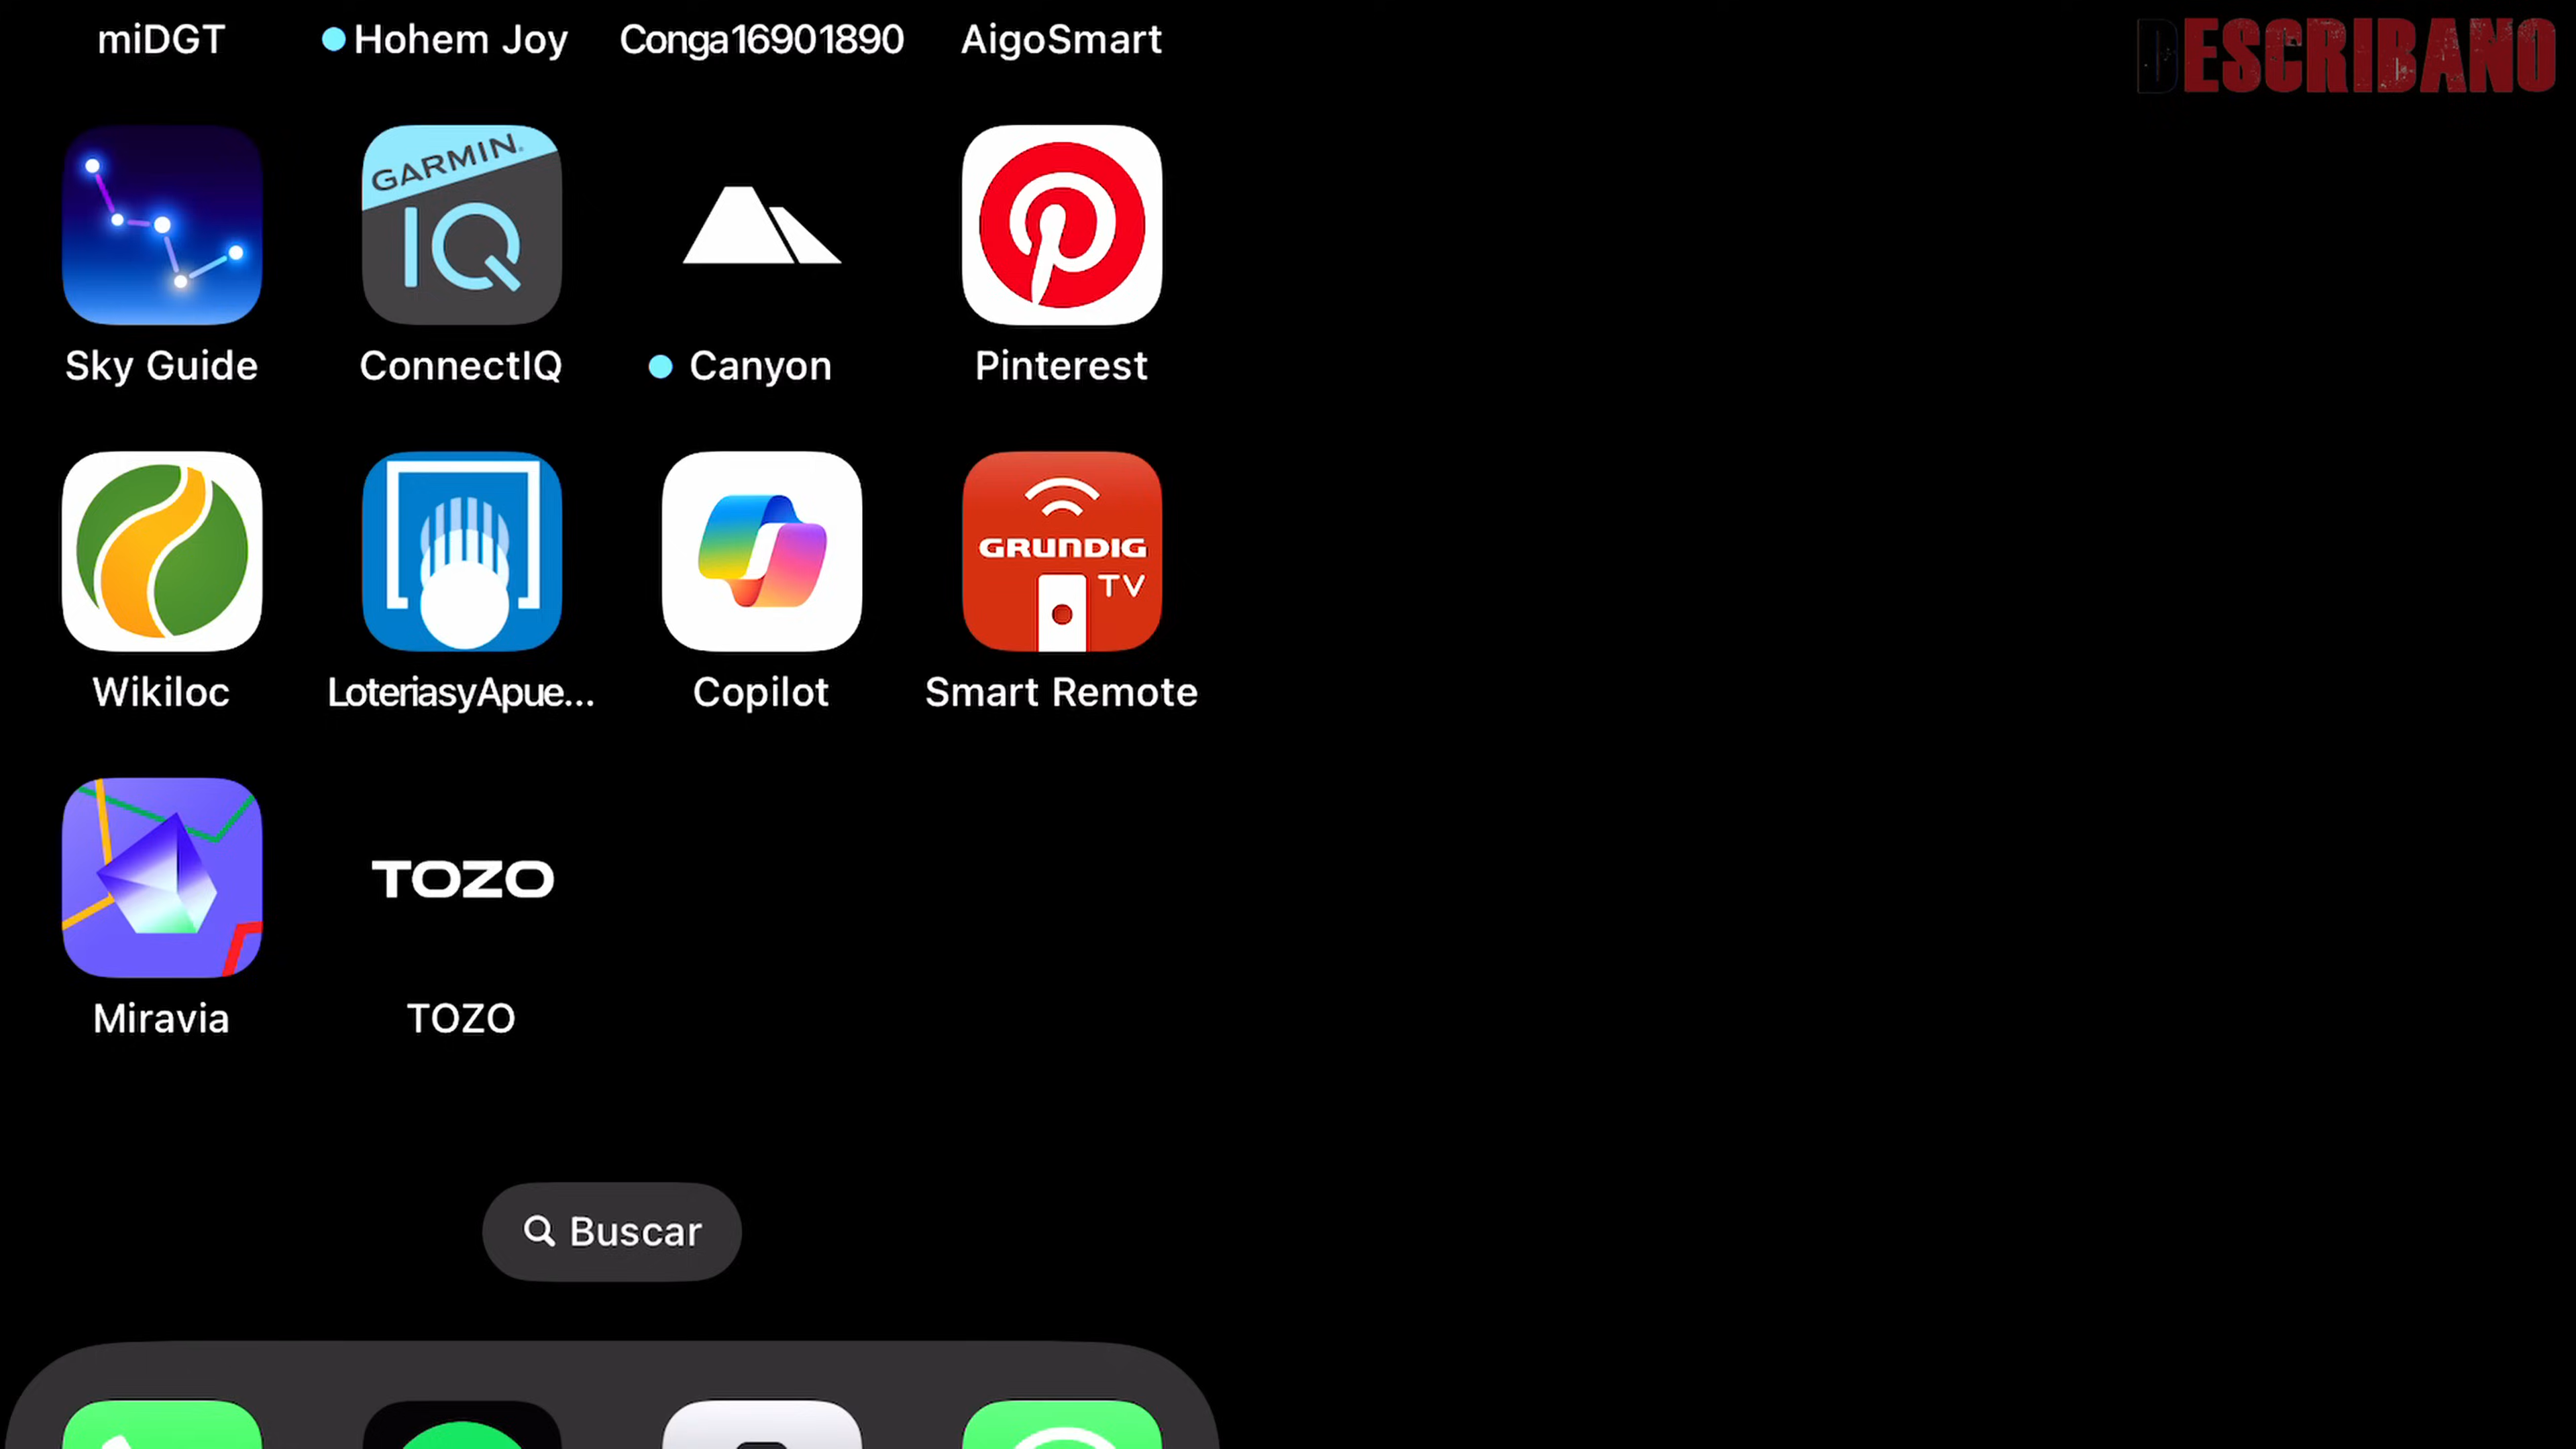 miDGT Hohem Joy Conga16901890 AigoSmart
DESCRIBANO
GARMIN
IQ
Sky Guide ConnectIQ Canyon Pinterest
GRUNDIG
TV
Wikiloc LoteriasyApue... Copilot Smart Remote
TOZO
Miravia TOZO
Buscar